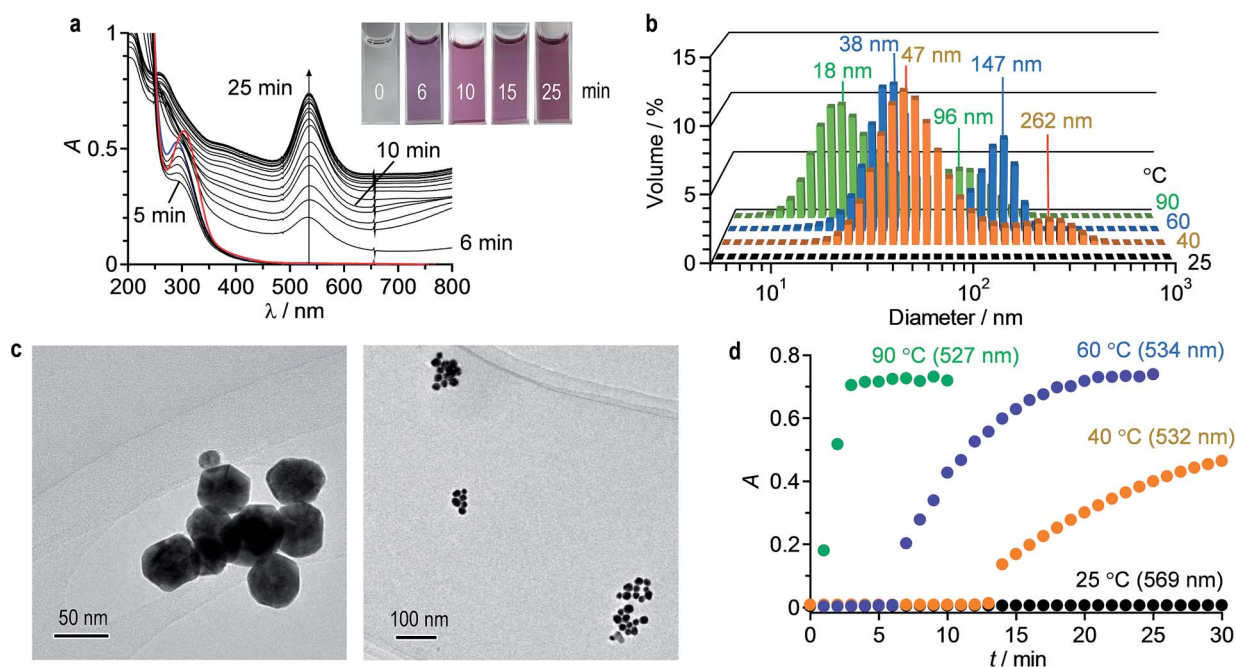 a
1
0.5
0
A
200 300 400 500 600 700 800
λ / nm
25 min
10 min
5 min
6 min
0 6 10 15 25 min
b
15
10
5
0
Volume / %
38 nm
47 nm
147 nm
18 nm
96 nm
262 nm
°C
90
60
40
25
10¹ 10² 10³
Diameter / nm
c
50 nm
100 nm
d
0.8
0.6
0.4
0.2
0
A
90 °C (527 nm)
60 °C (534 nm)
40 °C (532 nm)
25 °C (569 nm)
0 5 10 15 20 25 30
t / min